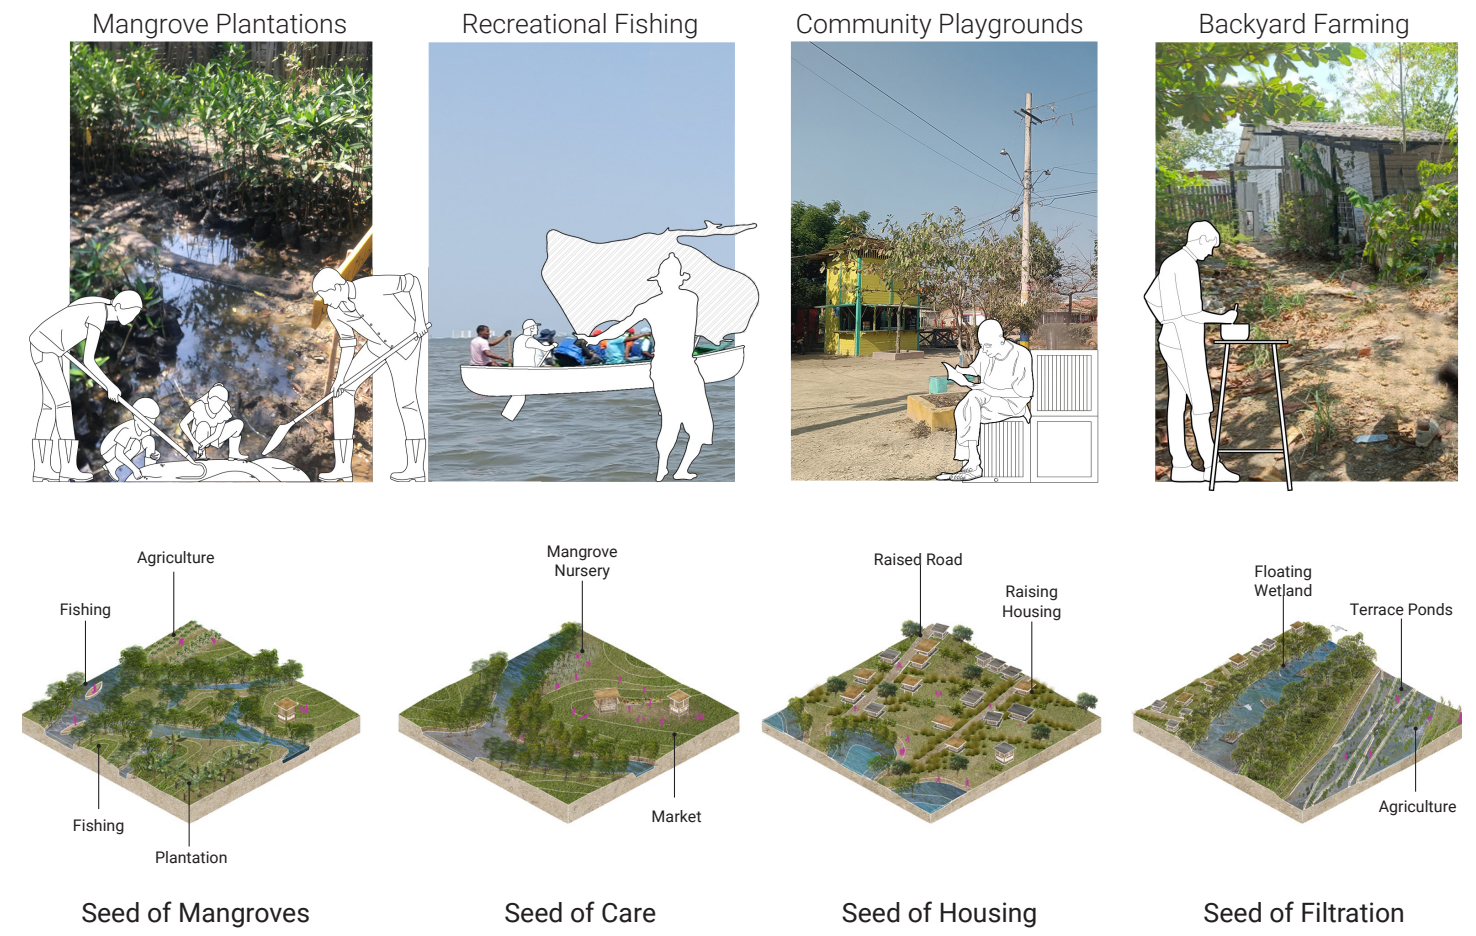 Mangrove Plantations
Recreational Fishing
Community Playgrounds
Backyard Farming
Agriculture
Fishing
Fishing
Plantation
Mangrove
Nursery
Market
Raised Road
Raising
Housing
Floating
Wetland
Terrace Ponds
Agriculture
Seed of Mangroves
Seed of Care
Seed of Housing
Seed of Filtration